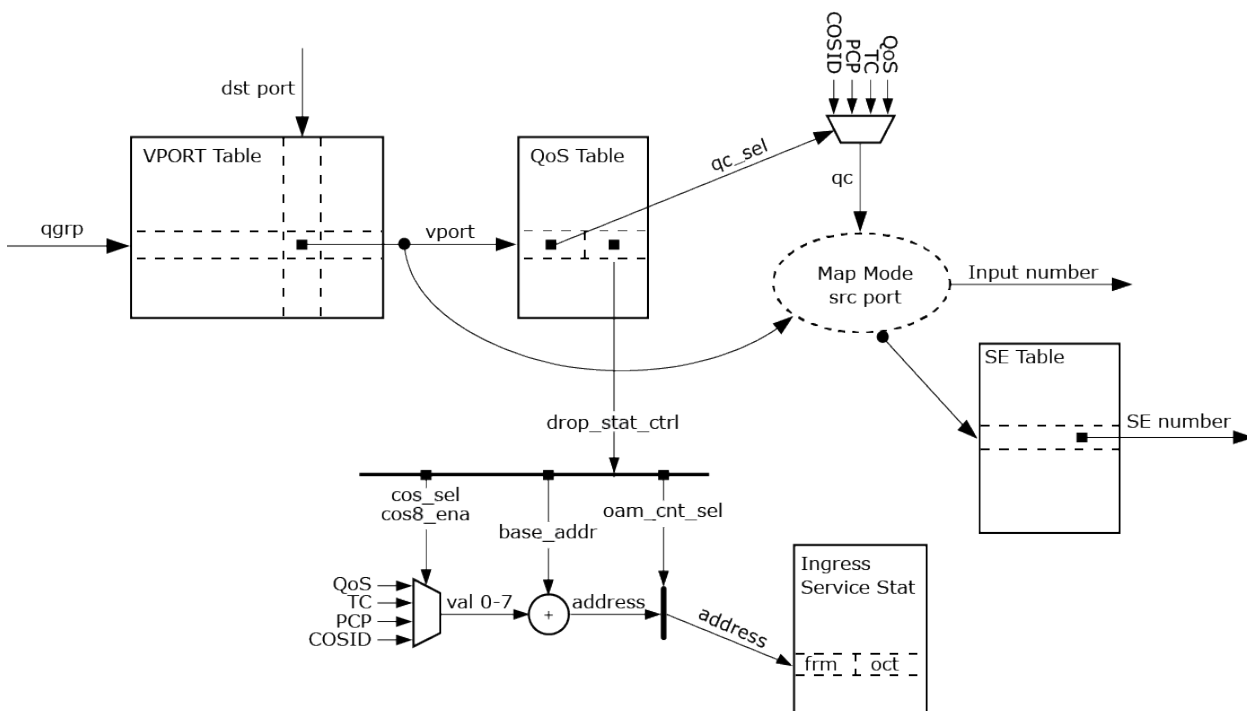 COSID
PCP
TC
QoS
dst port
VPORT Table
QoS Table
qc_sel
qc
qgrp
vport
Map Mode
src port
Input number
SE Table
SE number
drop_stat_ctrl
cos_sel
cos8_ena
base_addr
oam_cnt_sel
QoS
TC
PCP
COSID
val 0-7
+
address
address
Ingress
Service Stat
frm
oct